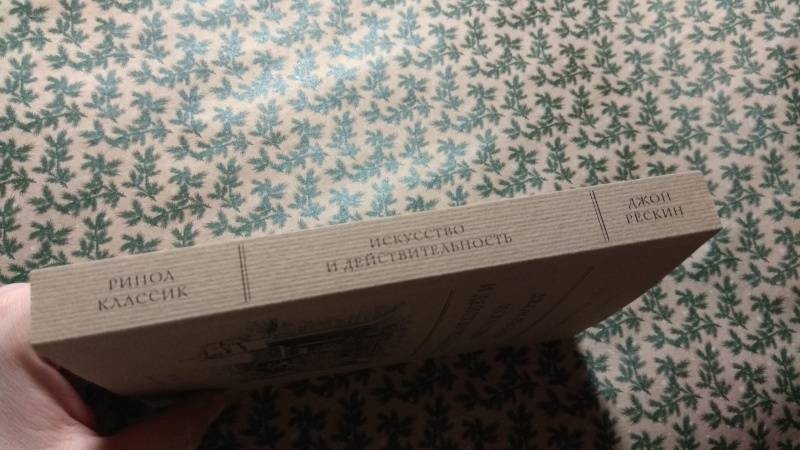 РИПОЛ
КЛАССИК
ИСКУССТВО
И ДЕЙСТВИТЕЛЬНОСТЬ
ДЖОН
РЕСКИН